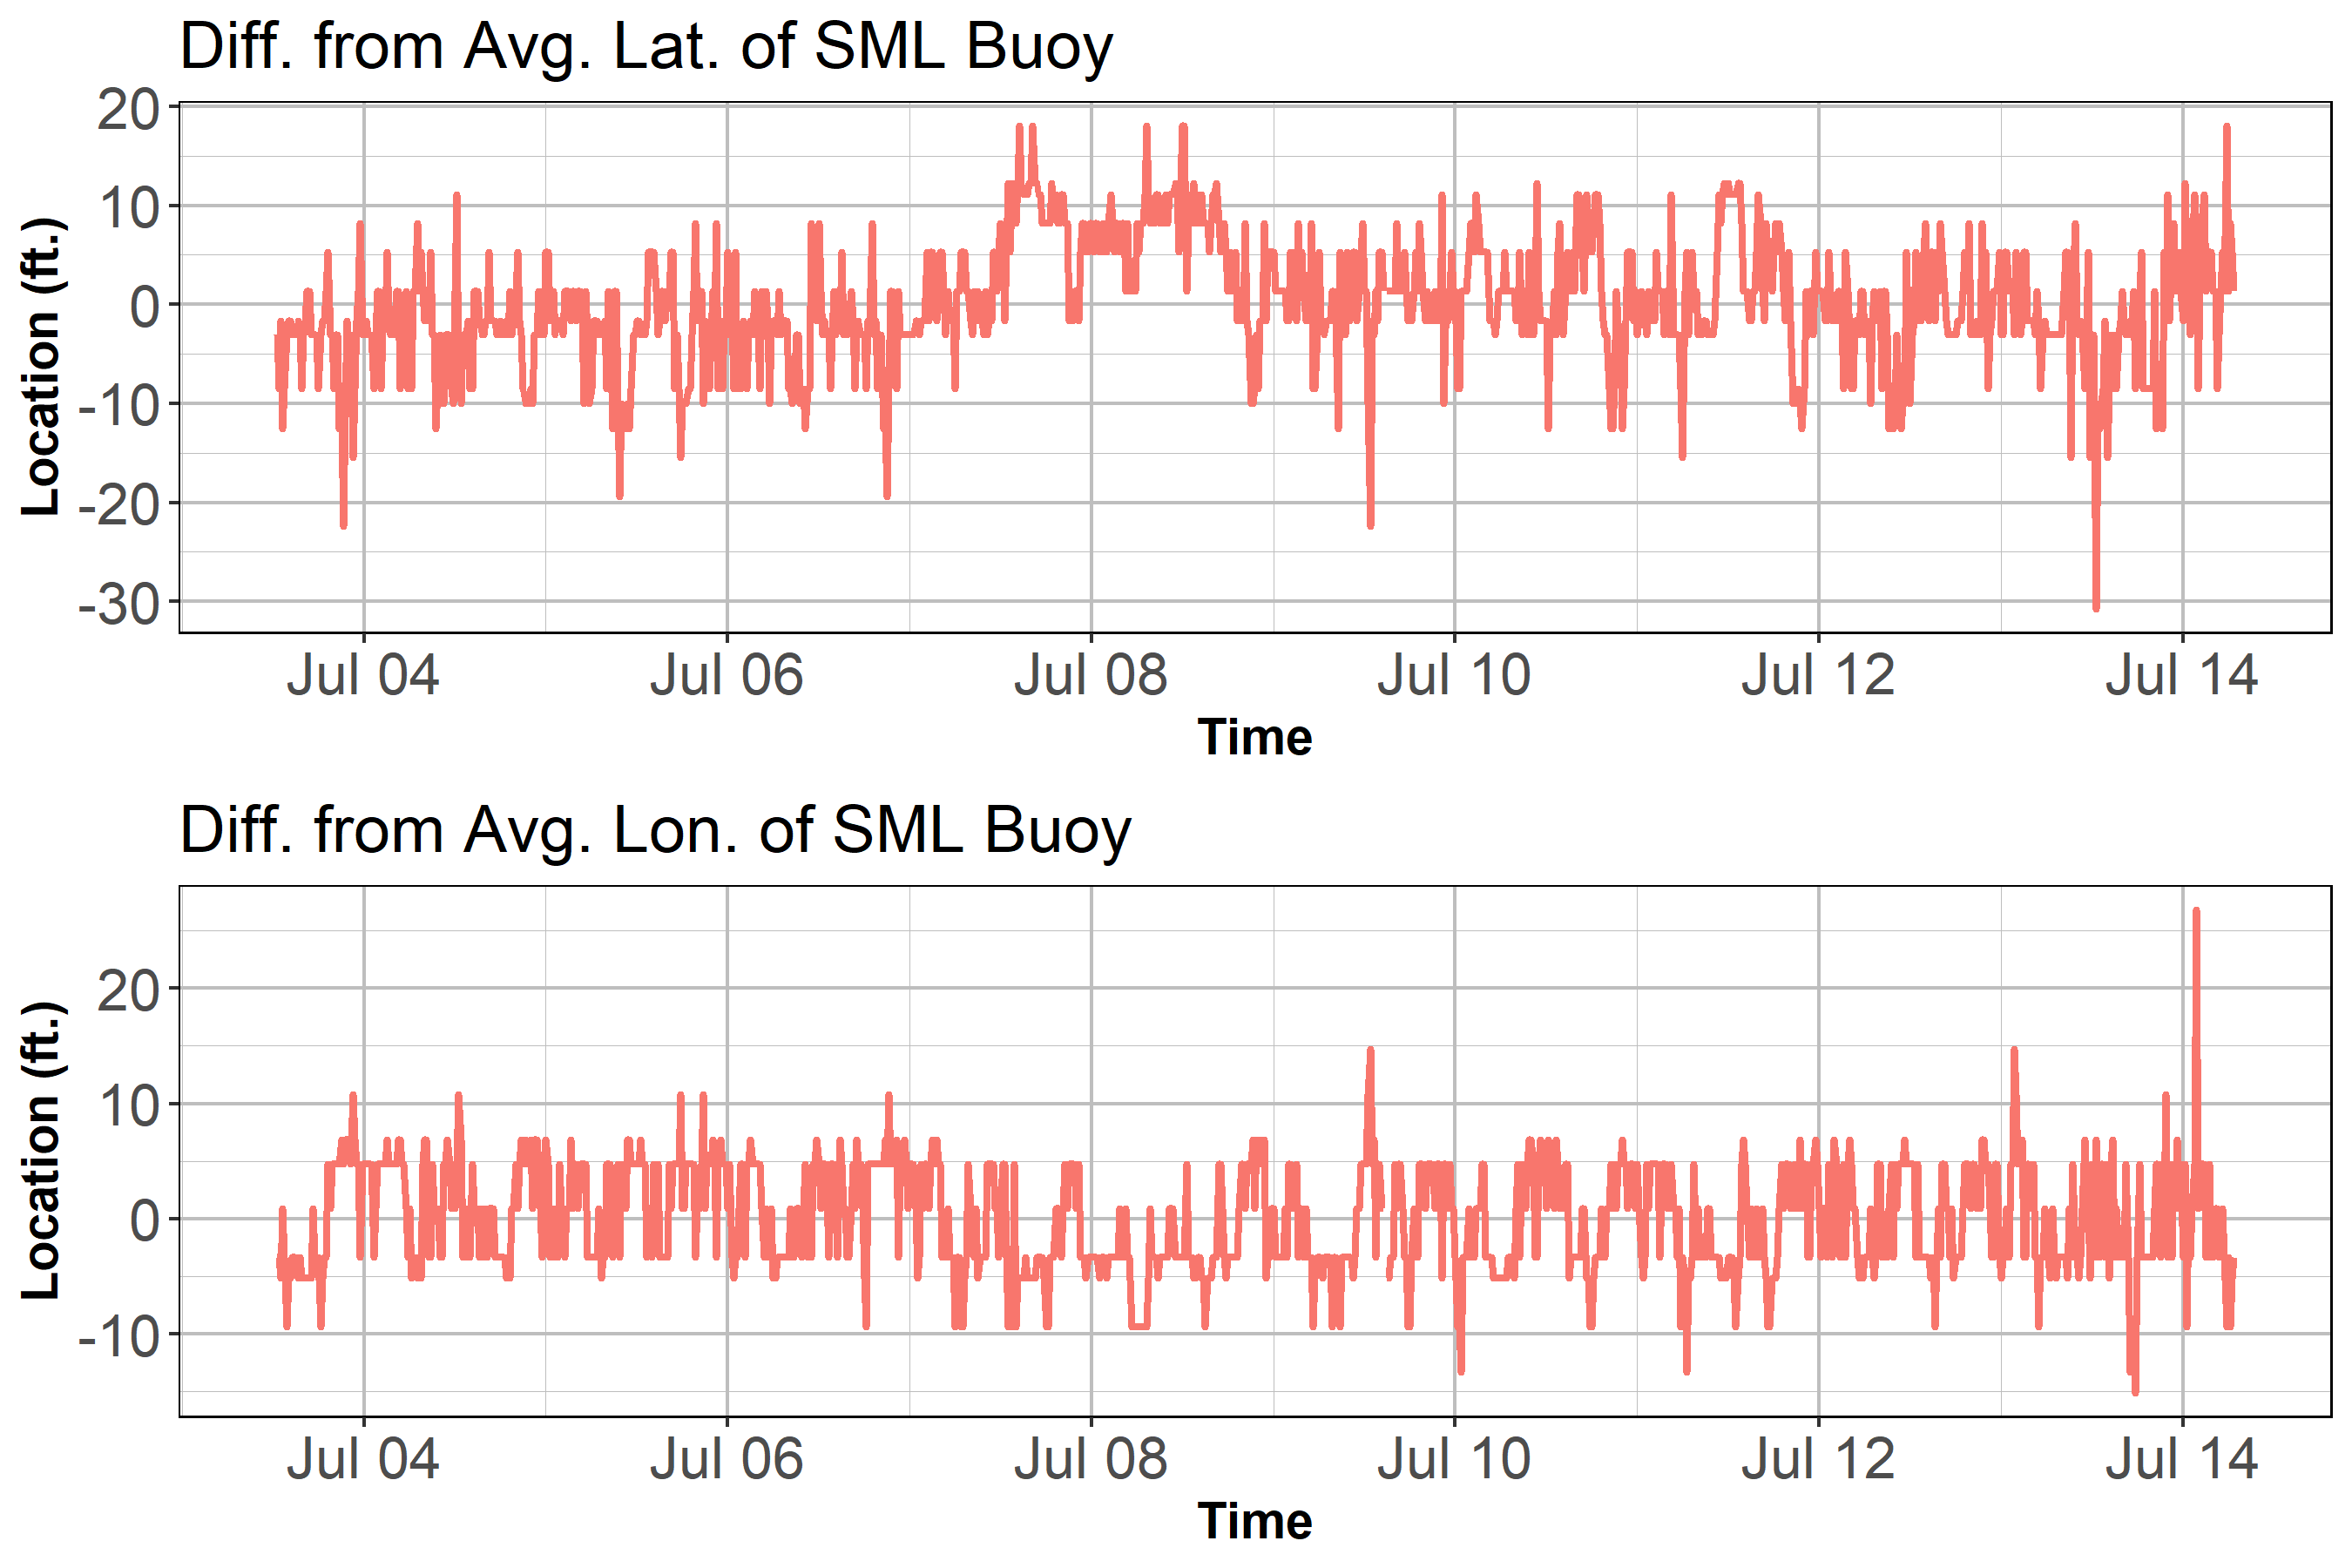 Diff. from Avg. Lat. of SML Buoy
20
10
0
-10
-20
-30
Location (ft.)
Jul 04 Jul 06 Jul 08 Jul 10 Jul 12 Jul 14
Time
Diff. from Avg. Lon. of SML Buoy
20
10
0
-10
Location (ft.)
Jul 04 Jul 06 Jul 08 Jul 10 Jul 12 Jul 14
Time